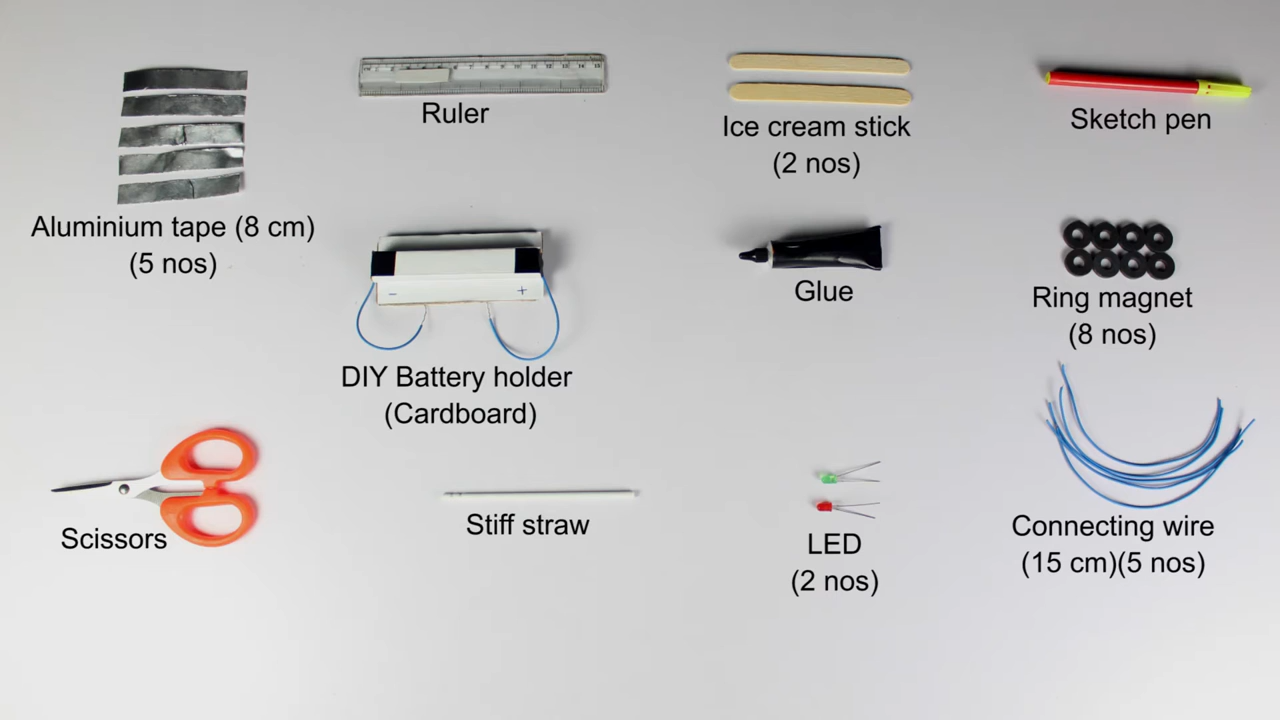 Ruler
Ice cream stick
(2 nos)
Sketch pen
Aluminium tape (8 cm)
(5 nos)
DIY Battery holder
(Cardboard)
- +
Glue
Ring magnet
(8 nos)
Scissors
Stiff straw
LED
(2 nos)
Connecting wire
(15 cm)(5 nos)